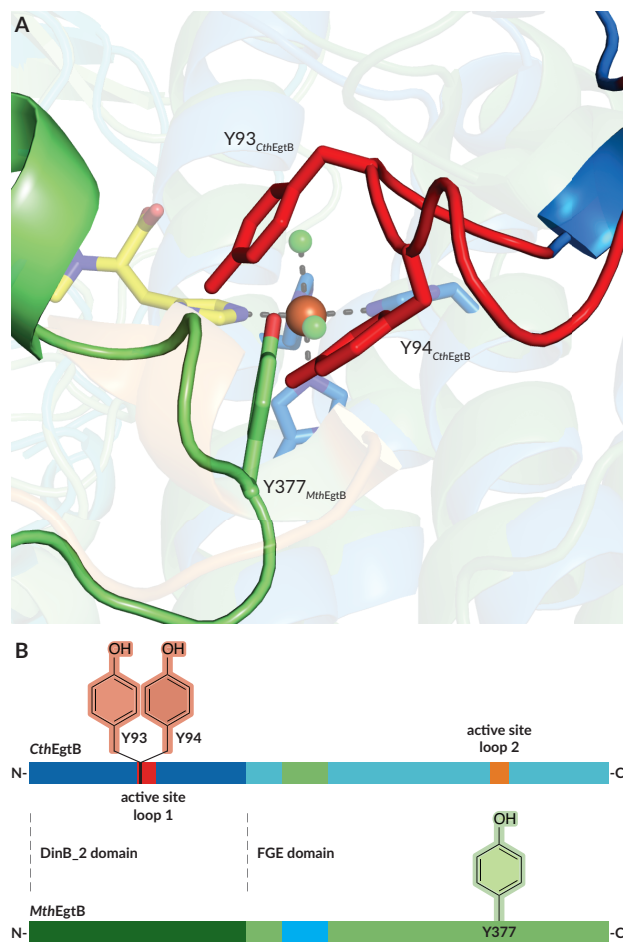 A
Y93CthEgtB
Y94CthEgtB
Y377MthEgtB
B
OH OH
Y93 Y94
CthEgtB
active site
loop 2
N- -C
active site
loop 1
OH
DinB_2 domain FGE domain
MthEgtB
Y377
N- -C